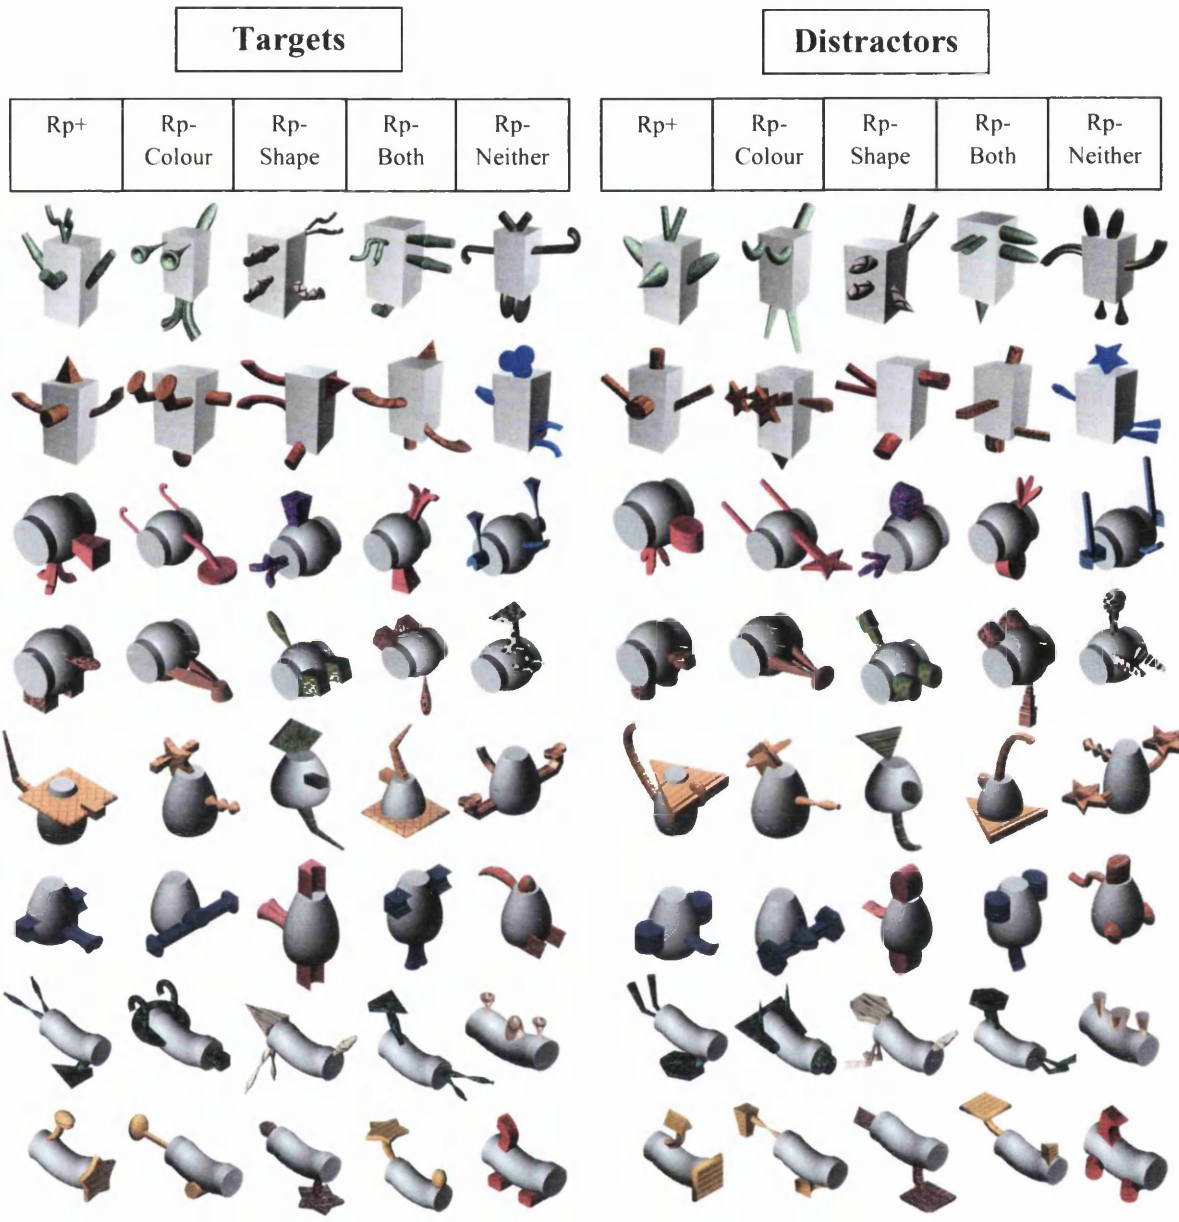 Targets
Distractors
Rp+ Rp- Rp- Rp- Rp-
Colour Shape Both Neither
Rp+ Rp- Rp- Rp- Rp-
Colour Shape Both Neither